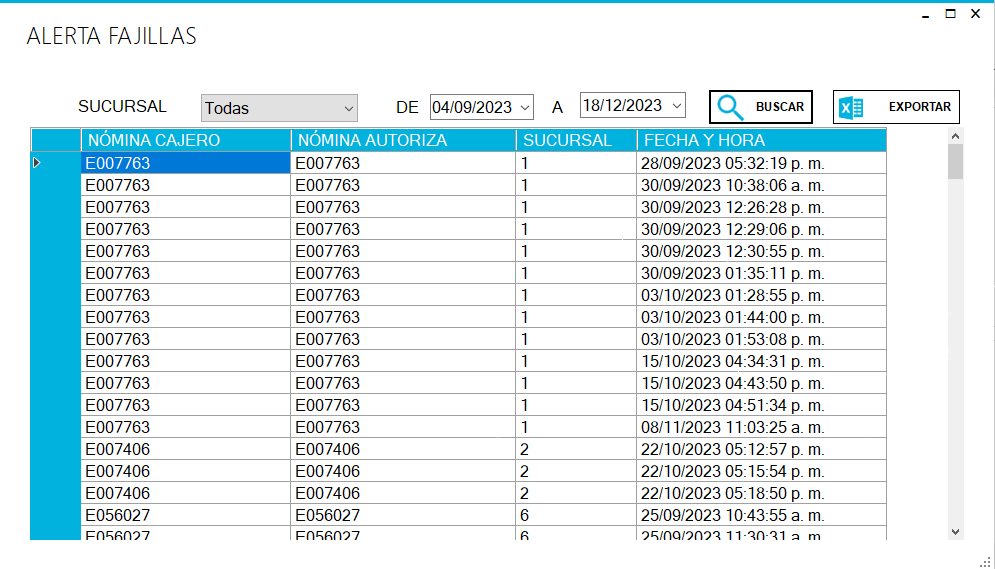 ALERTA FAJILLAS
SUCURSAL Todas DE 04/09/2023 A 18/12/2023 BUSCAR EXPORTAR
NÓMINA CAJERO NÓMINA AUTORIZA SUCURSAL FECHA Y HORA
E007763 E007763 1 28/09/2023 05:32:19 p. m.
E007763 E007763 1 30/09/2023 10:38:06 a. m.
E007763 E007763 1 30/09/2023 12:26:28 p. m.
E007763 E007763 1 30/09/2023 12:29:06 p. m.
E007763 E007763 1 30/09/2023 12:30:55 p. m.
E007763 E007763 1 30/09/2023 01:35:11 p. m.
E007763 E007763 1 03/10/2023 01:28:55 p. m.
E007763 E007763 1 03/10/2023 01:44:00 p. m.
E007763 E007763 1 03/10/2023 01:53:08 p. m.
E007763 E007763 1 15/10/2023 04:34:31 p. m.
E007763 E007763 1 15/10/2023 04:43:50 p. m.
E007763 E007763 1 15/10/2023 04:51:34 p. m.
E007763 E007763 1 08/11/2023 11:03:25 a. m.
E007406 E007406 2 22/10/2023 05:12:57 p. m.
E007406 E007406 2 22/10/2023 05:15:54 p. m.
E007406 E007406 2 22/10/2023 05:18:50 p. m.
E056027 E056027 6 25/09/2023 10:43:55 a. m.
E056027 E056027 6 25/09/2023 11:30:31 a. m.